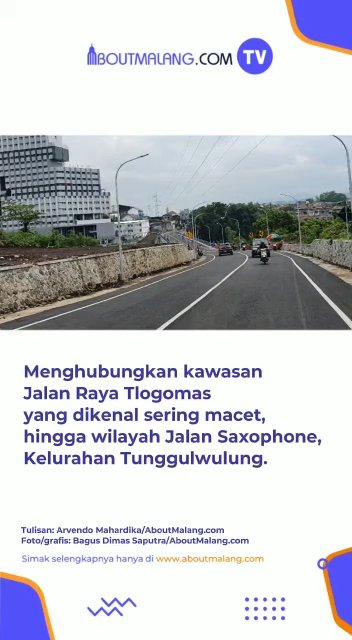 ABOUTMALANG.COM TV
Menghubungkan kawasan
Jalan Raya Tlogomas
yang dikenal sering macet,
hingga wilayah Jalan Saxophone,
Kelurahan Tunggulwulung.
Tulisan: Arvendo Mahardika/AboutMalang.com
Foto/grafis: Bagus Dimas Saputra/AboutMalang.com
Simak selengkapnya hanya di www.aboutmalang.com